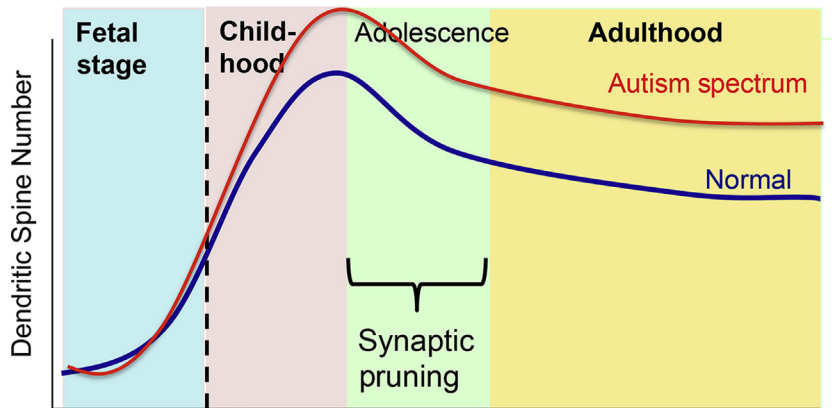 Fetal
stage
Child-
hood
Adolescence
Adulthood
Autism spectrum
Normal
Synaptic
pruning
Dendritic Spine Number